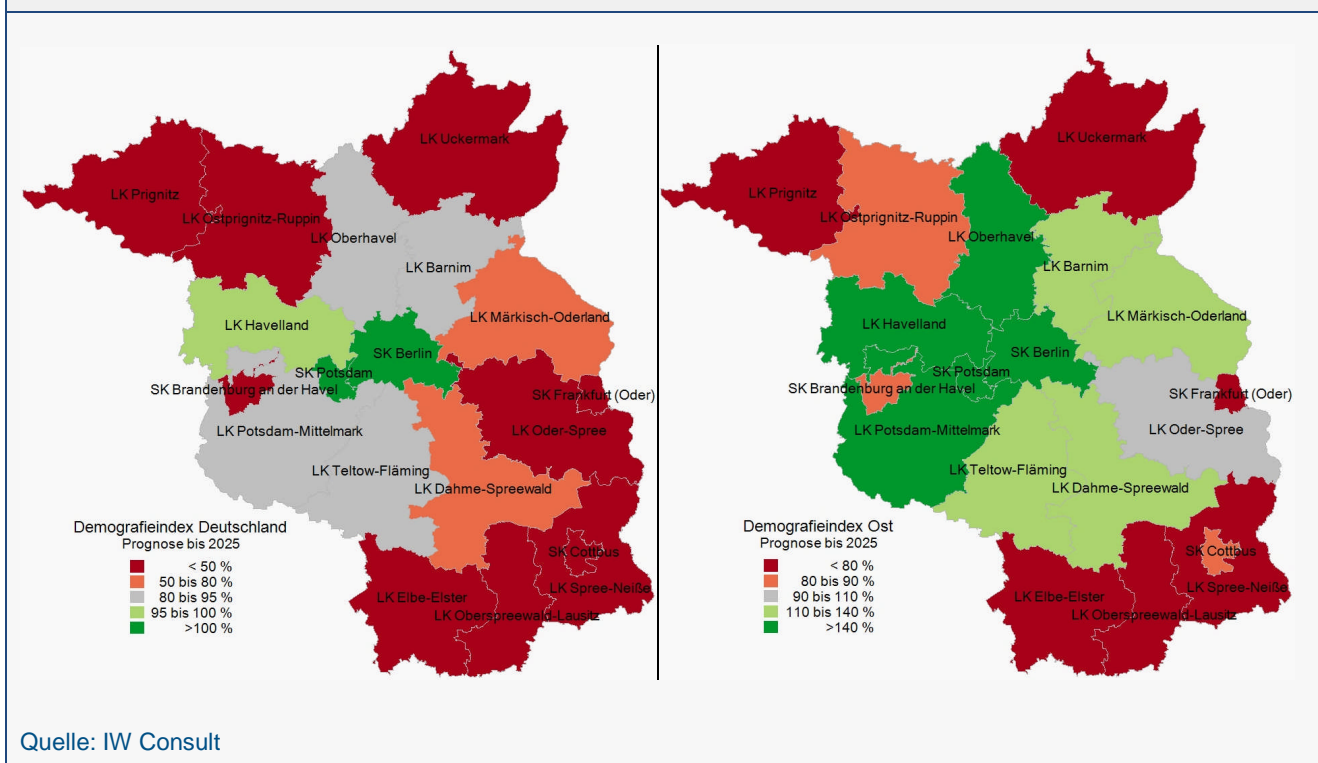 LK Uckermark
LK Prignitz
LK Ostprignitz-Ruppin
LK Oberhavel
LK Barnim
LK Märkisch-Oderland
LK Havelland
SK Berlin
SK Potsdam
SK Brandenburg an der Havel
SK Frankfurt (Oder)
LK Potsdam-Mittelmark
LK Oder-Spree
LK Teltow-Fläming
LK Dahme-Spreewald
SK Cottbus
LK Spree-Neiße
LK Elbe-Elster
LK Oberspreewald-Lausitz
Demografieindex Deutschland
Prognose bis 2025
< 50 %
50 bis 80 %
80 bis 95 %
95 bis 100 %
>100 %
LK Uckermark
LK Prignitz
LK Ostprignitz-Ruppin
LK Oberhavel
LK Barnim
LK Märkisch-Oderland
LK Havelland
SK Berlin
SK Potsdam
SK Brandenburg an der Havel
SK Frankfurt (Oder)
LK Potsdam-Mittelmark
LK Oder-Spree
LK Teltow-Fläming
LK Dahme-Spreewald
SK Cottbus
LK Spree-Neiße
LK Elbe-Elster
LK Oberspreewald-Lausitz
Demografieindex Ost
Prognose bis 2025
< 80 %
80 bis 90 %
90 bis 110 %
110 bis 140 %
>140 %
Quelle: IW Consult